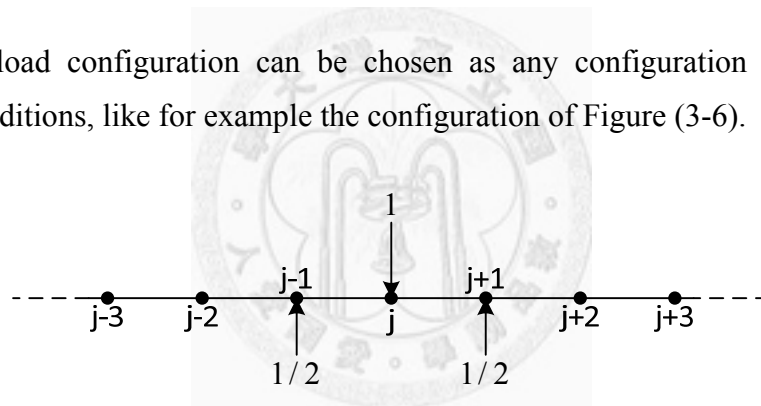 load configuration can be chosen as any configuration
ditions, like for example the configuration of Figure (3-6).
1
j-1 j+1
j-3 j-2 j j+2 j+3
1/2 1/2